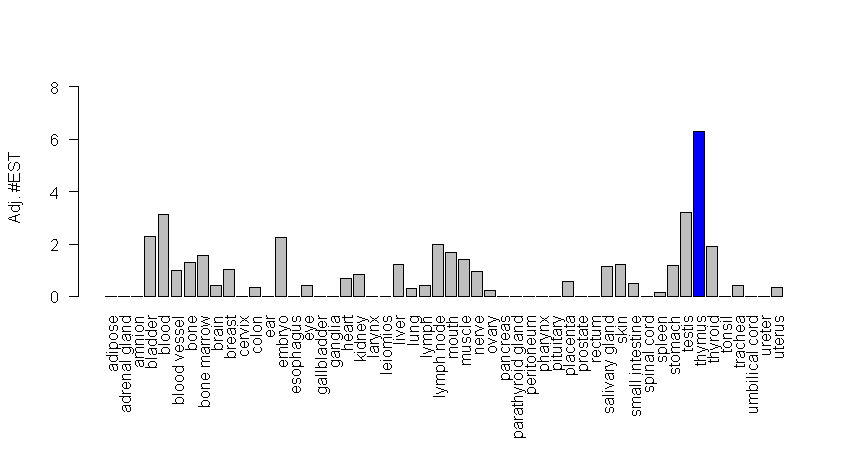 Adj. #EST
8
6
4
2
0
adipose
adrenal gland
amnion
bladder
blood
blood vessel
bone
bone marrow
brain
breast
cervix
colon
ear
embryo
esophagus
eye
gallbladder
ganglia
heart
kidney
larynx
leiomios
liver
lung
lymph
lymph node
mouth
muscle
nerve
ovary
pancreas
parathyroid gland
peritoneum
pharynx
pituitary
placenta
prostate
rectum
salivary gland
skin
small intestine
spinal cord
spleen
stomach
testis
thymus
thyroid
tonsil
trachea
umbilical cord
ureter
uterus